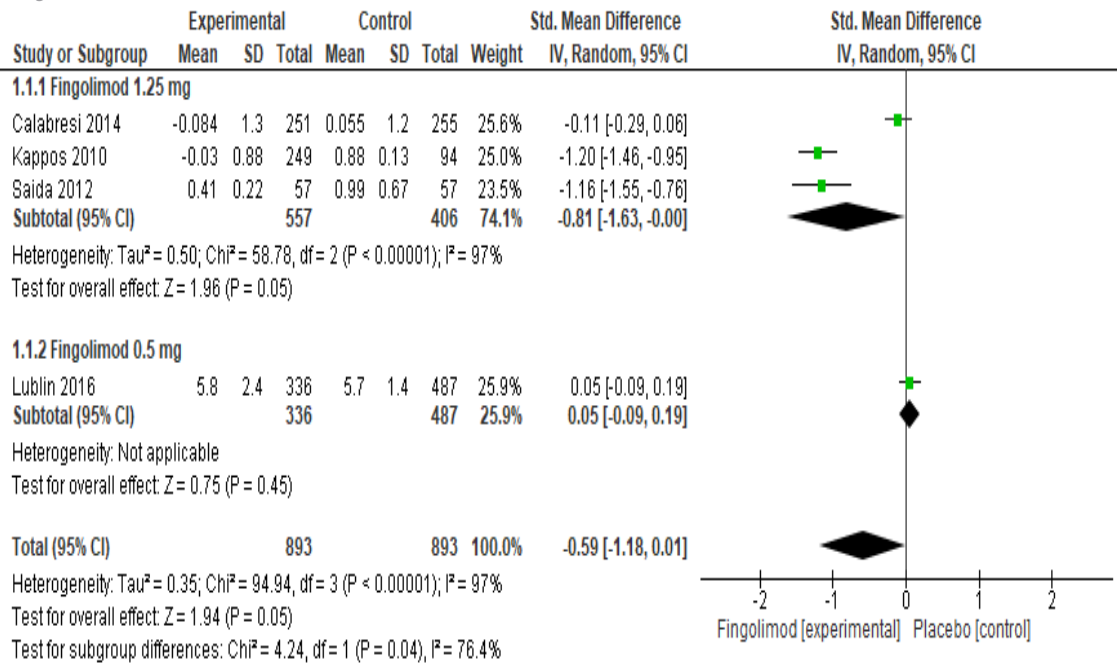 Experimental Control Std. Mean Difference Std. Mean Difference
Study or Subgroup Mean SD Total Mean SD Total Weight IV, Random, 95% CI IV, Random, 95% CI
1.1.1 Fingolimod 1.25 mg
Calabresi 2014 -0.084 1.3 251 0.055 1.2 255 25.6% -0.11 [-0.29, 0.06]
Kappos 2010 -0.03 0.88 249 0.88 0.13 94 25.0% -1.20 [-1.46, -0.95]
Saida 2012 0.41 0.22 57 0.99 0.67 57 23.5% -1.16 [-1.55, -0.76]
Subtotal (95% CI) 557 406 74.1% -0.81 [-1.63, -0.00]
Heterogeneity: Tau² = 0.50; Chi² = 58.78, df = 2 (P < 0.00001); I² = 97%
Test for overall effect: Z = 1.96 (P = 0.05)
1.1.2 Fingolimod 0.5 mg
Lublin 2016 5.8 2.4 336 5.7 1.4 487 25.9% 0.05 [-0.09, 0.19]
Subtotal (95% CI) 336 487 25.9% 0.05 [-0.09, 0.19]
Heterogeneity: Not applicable
Test for overall effect: Z = 0.75 (P = 0.45)
Total (95% CI) 893 893 100.0% -0.59 [-1.18, 0.01]
Heterogeneity: Tau² = 0.35; Chi² = 94.94, df = 3 (P < 0.00001); I² = 97%
Test for overall effect: Z = 1.94 (P = 0.05)
Test for subgroup differences: Chi² = 4.24, df = 1 (P = 0.04), I² = 76.4%
-2 -1 0 1 2
Fingolimod [experimental] Placebo [control]